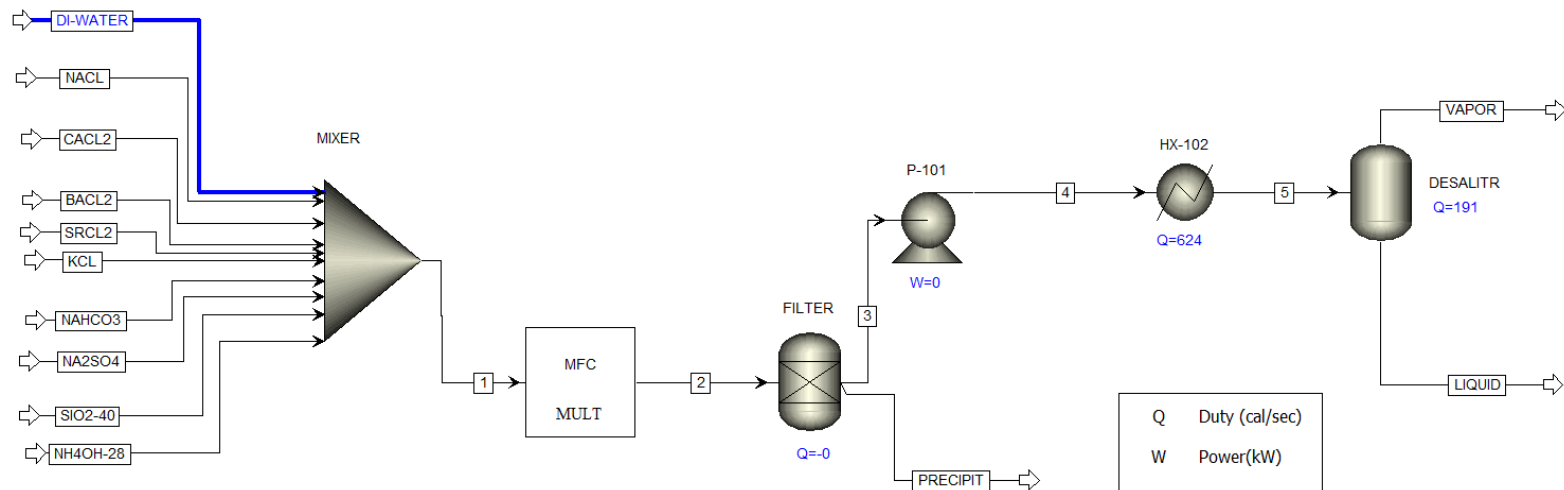 DI-WATER
NACL
CACL2
BACL2
SRCL2
KCL
NAHCO3
NA2SO4
SIO2-40
NH4OH-28
MIXER
1
MFC
MULT
2
FILTER
Q=-0
PRECIPIT
3
P-101
W=0
4
HX-102
Q=624
5
DESALITR
Q=191
VAPOR
LIQUID
Q Duty (cal/sec)
W Power(kW)